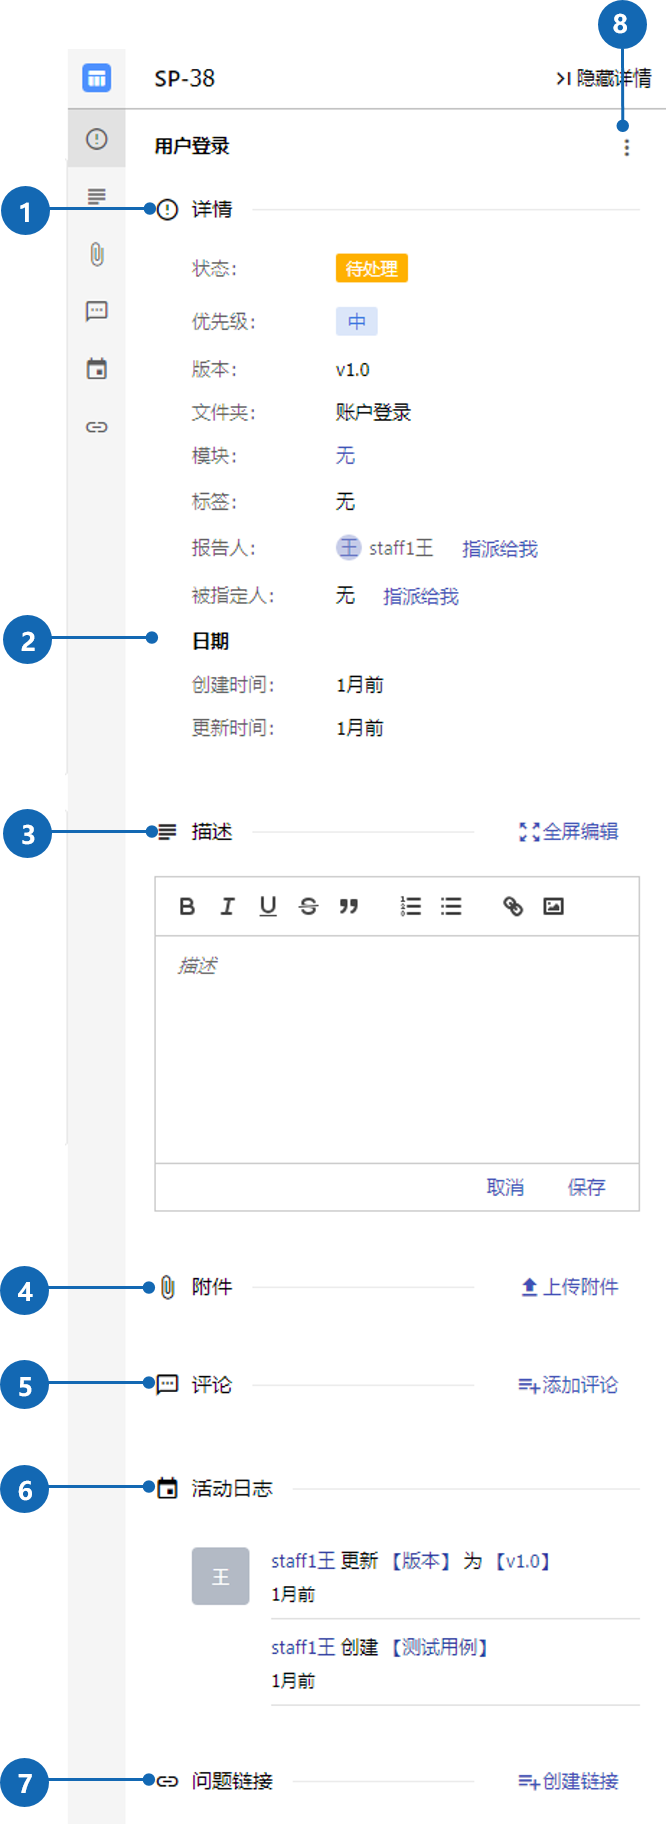 8
SP-38 隐藏详情
用户登录
1 详情
状态: 待处理
优先级: 中
版本: v1.0
文件夹: 账户登录
模块: 无
标签: 无
报告人: 王 staff1王 指派给我
被指定人: 无 指派给我
2 日期
创建时间: 1月前
更新时间: 1月前
3 描述 全屏编辑
B I U S
描述
取消 保存
4 附件 上传附件
5 评论 添加评论
6 活动日志
王 staff1王 更新 【版本】 为 【v1.0】
1月前
staff1王 创建 【测试用例】
1月前
7 问题链接 创建链接